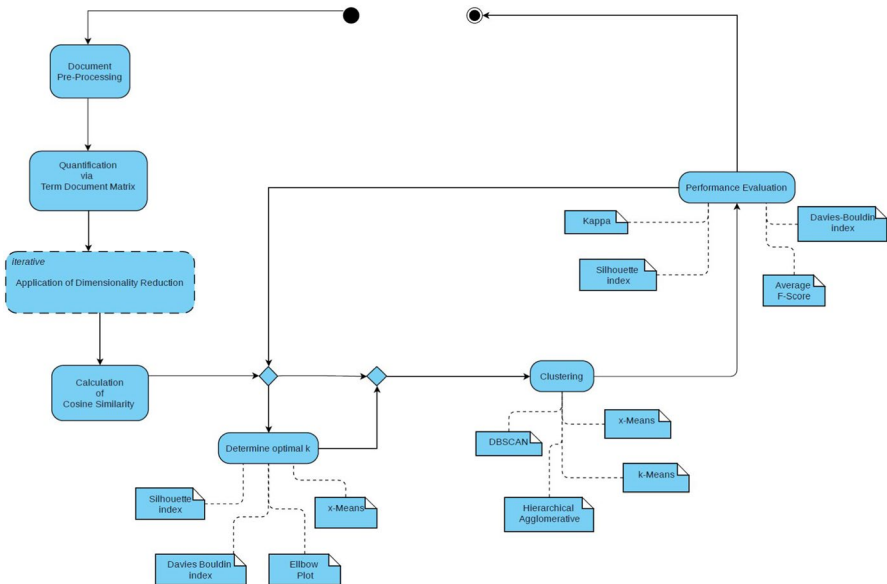 Document
Pre-Processing
Quantification
via
Term Document Matrix
iterative
Application of Dimensionality Reduction
Calculation
of
Cosine Similarity
Determine optimal k
Silhouette
index
Davies Bouldin
index
Ellbow
Plot
x-Means
Clustering
DBSCAN
Hierarchical
Agglomerative
x-Means
k-Means
Performance Evaluation
Kappa
Silhouette
index
Davies-Bouldin
index
Average
F-Score